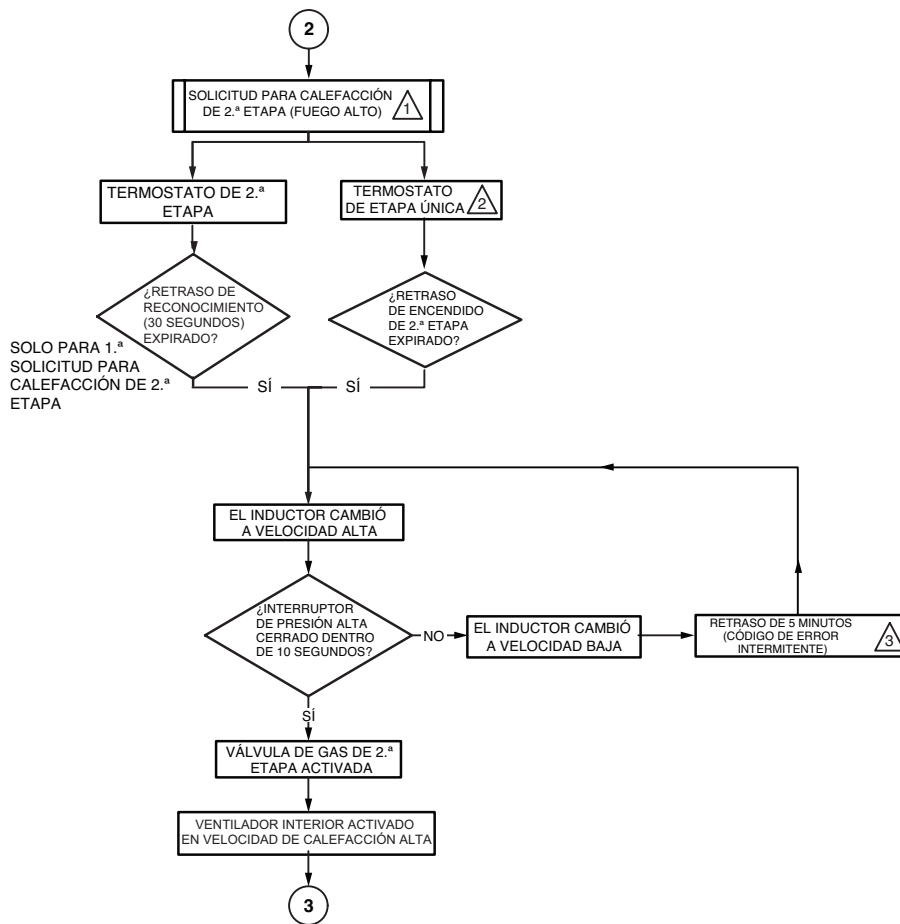 2
SOLICITUD PARA CALEFACCIÓN
DE 2.ª ETAPA (FUEGO ALTO)
1
TERMOSTATO DE 2.ª
ETAPA
TERMOSTATO
DE ETAPA ÚNICA
2
¿RETRASO DE
RECONOCIMIENTO
(30 SEGUNDOS)
EXPIRADO?
¿RETRASO
DE ENCENDIDO
DE 2.ª ETAPA
EXPIRADO?
SOLO PARA 1.ª
SOLICITUD PARA
CALEFACCIÓN DE 2.ª
ETAPA
SÍ
SÍ
EL INDUCTOR CAMBIÓ
A VELOCIDAD ALTA
¿INTERRUPTOR
DE PRESIÓN ALTA
CERRADO DENTRO
DE 10 SEGUNDOS?
NO
EL INDUCTOR CAMBIÓ
A VELOCIDAD BAJA
RETRASO DE 5 MINUTOS
(CÓDIGO DE ERROR
INTERMITENTE)
3
SÍ
VÁLVULA DE GAS DE 2.ª
ETAPA ACTIVADA
VENTILADOR INTERIOR ACTIVADO
EN VELOCIDAD DE CALEFACCIÓN ALTA
3